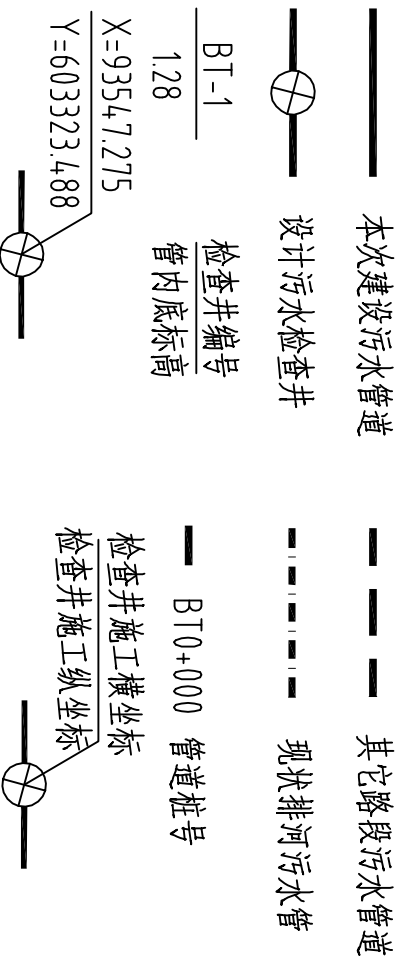 本次建设污水管道
其它路段污水管道
设计污水检查井
现状排河污水管
BT-1
1.28
检查井编号
管内底标高
BT0+000 管道桩号
X=93547.275
Y=603323.488
检查井施工横坐标
检查井施工纵坐标